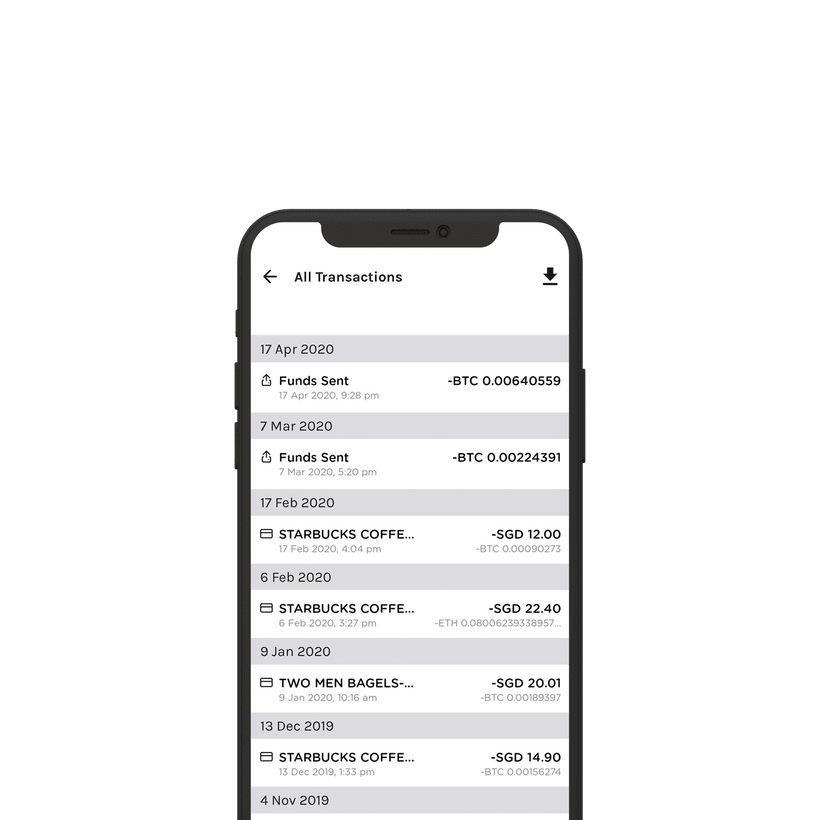 All Transactions
17 Apr 2020
Funds Sent -BTC 0.00640559
17 Apr 2020, 9:28 pm
7 Mar 2020
Funds Sent -BTC 0.00224391
7 Mar 2020, 5:20 pm
17 Feb 2020
STARBUCKS COFFE... -SGD 12.00
17 Feb 2020, 4:04 pm -BTC 0.00090273
6 Feb 2020
STARBUCKS COFFE... -SGD 22.40
6 Feb 2020, 3:27 pm -ETH 0.08006239338957...
9 Jan 2020
TWO MEN BAGELS-... -SGD 20.01
9 Jan 2020, 10:16 am -BTC 0.00189397
13 Dec 2019
STARBUCKS COFFE... -SGD 14.90
13 Dec 2019, 1:33 pm -BTC 0.00156274
4 Nov 2019